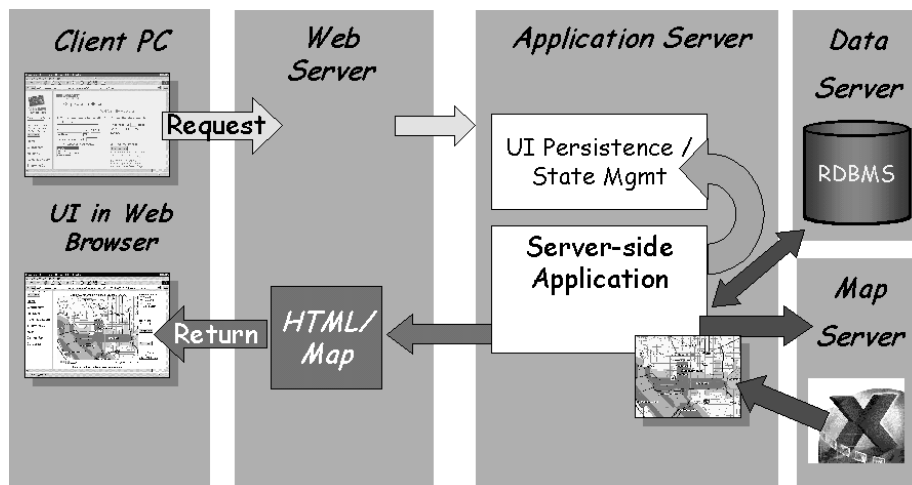 Client PC
Web
Server
Application Server
Data
Server
Request
UI Persistence /
State Mgmt
RDBMS
UI in Web
Browser
Server-side
Application
Return
HTML/
Map
Map
Server
X